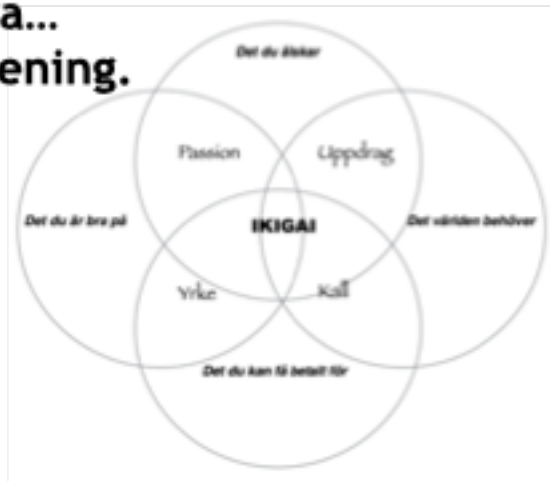 a...
ening.
Det du älskar
Passion
Uppdrag
Det du är bra på
IKIGAI
Det världen behöver
Yrke
Kall
Det du kan få betalt för